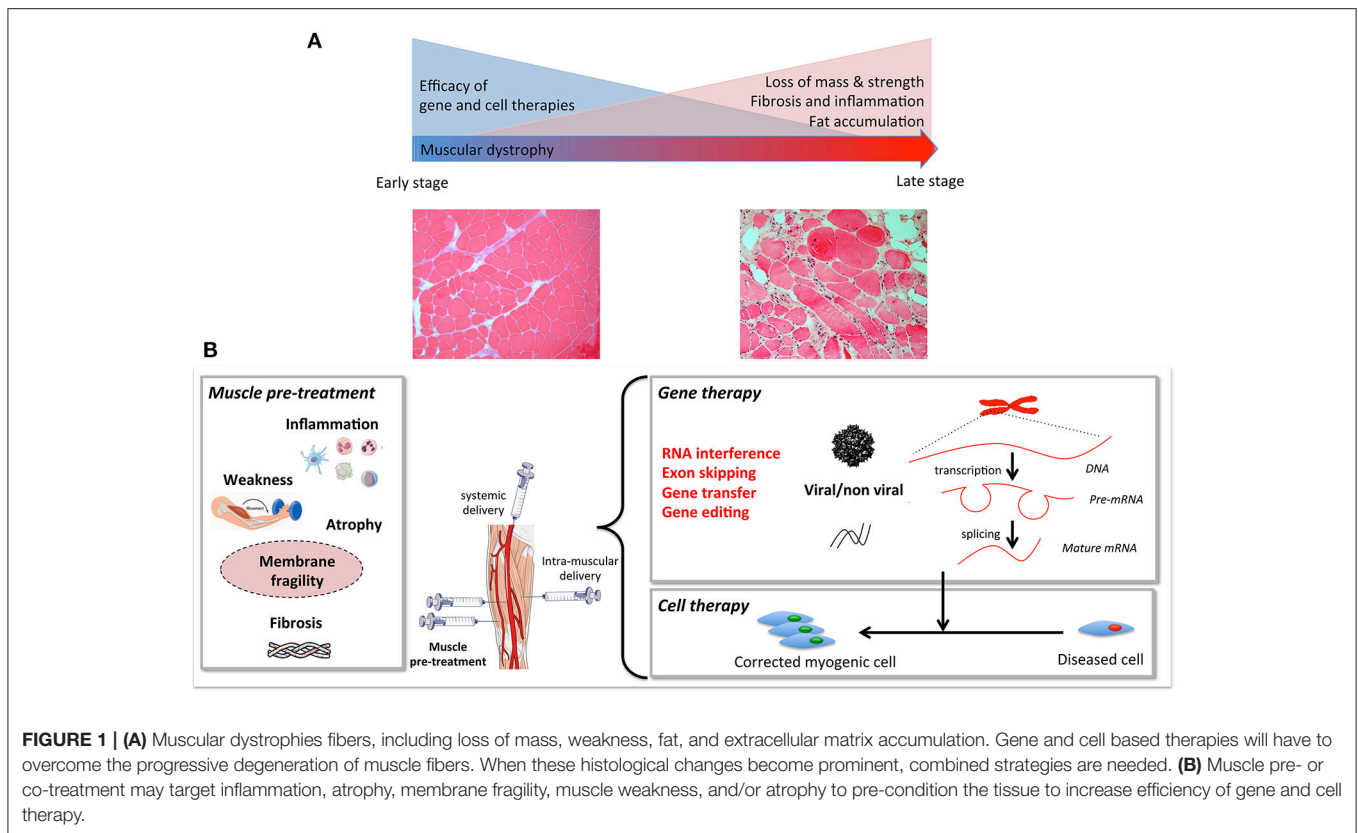 A
Efficacy of
gene and cell therapies
Loss of mass & strength
Fibrosis and inflammation
Fat accumulation
Muscular dystrophy
Early stage
Late stage
B
Muscle pre-treatment
Inflammation
Weakness
Movement
Atrophy
Membrane
fragility
Fibrosis
systemic
delivery
Intra-muscular
delivery
Muscle
pre-treatment
Gene therapy
RNA interference
Exon skipping
Gene transfer
Gene editing
Viral/non viral
DNA
transcription
Pre-mRNA
splicing
Mature mRNA
Cell therapy
Corrected myogenic cell
Diseased cell
FIGURE 1 | (A) Muscular dystrophies fibers, including loss of mass, weakness, fat, and extracellular matrix accumulation. Gene and cell based therapies will have to
overcome the progressive degeneration of muscle fibers. When these histological changes become prominent, combined strategies are needed. (B) Muscle pre- or
co-treatment may target inflammation, atrophy, membrane fragility, muscle weakness, and/or atrophy to pre-condition the tissue to increase efficiency of gene and cell
therapy.